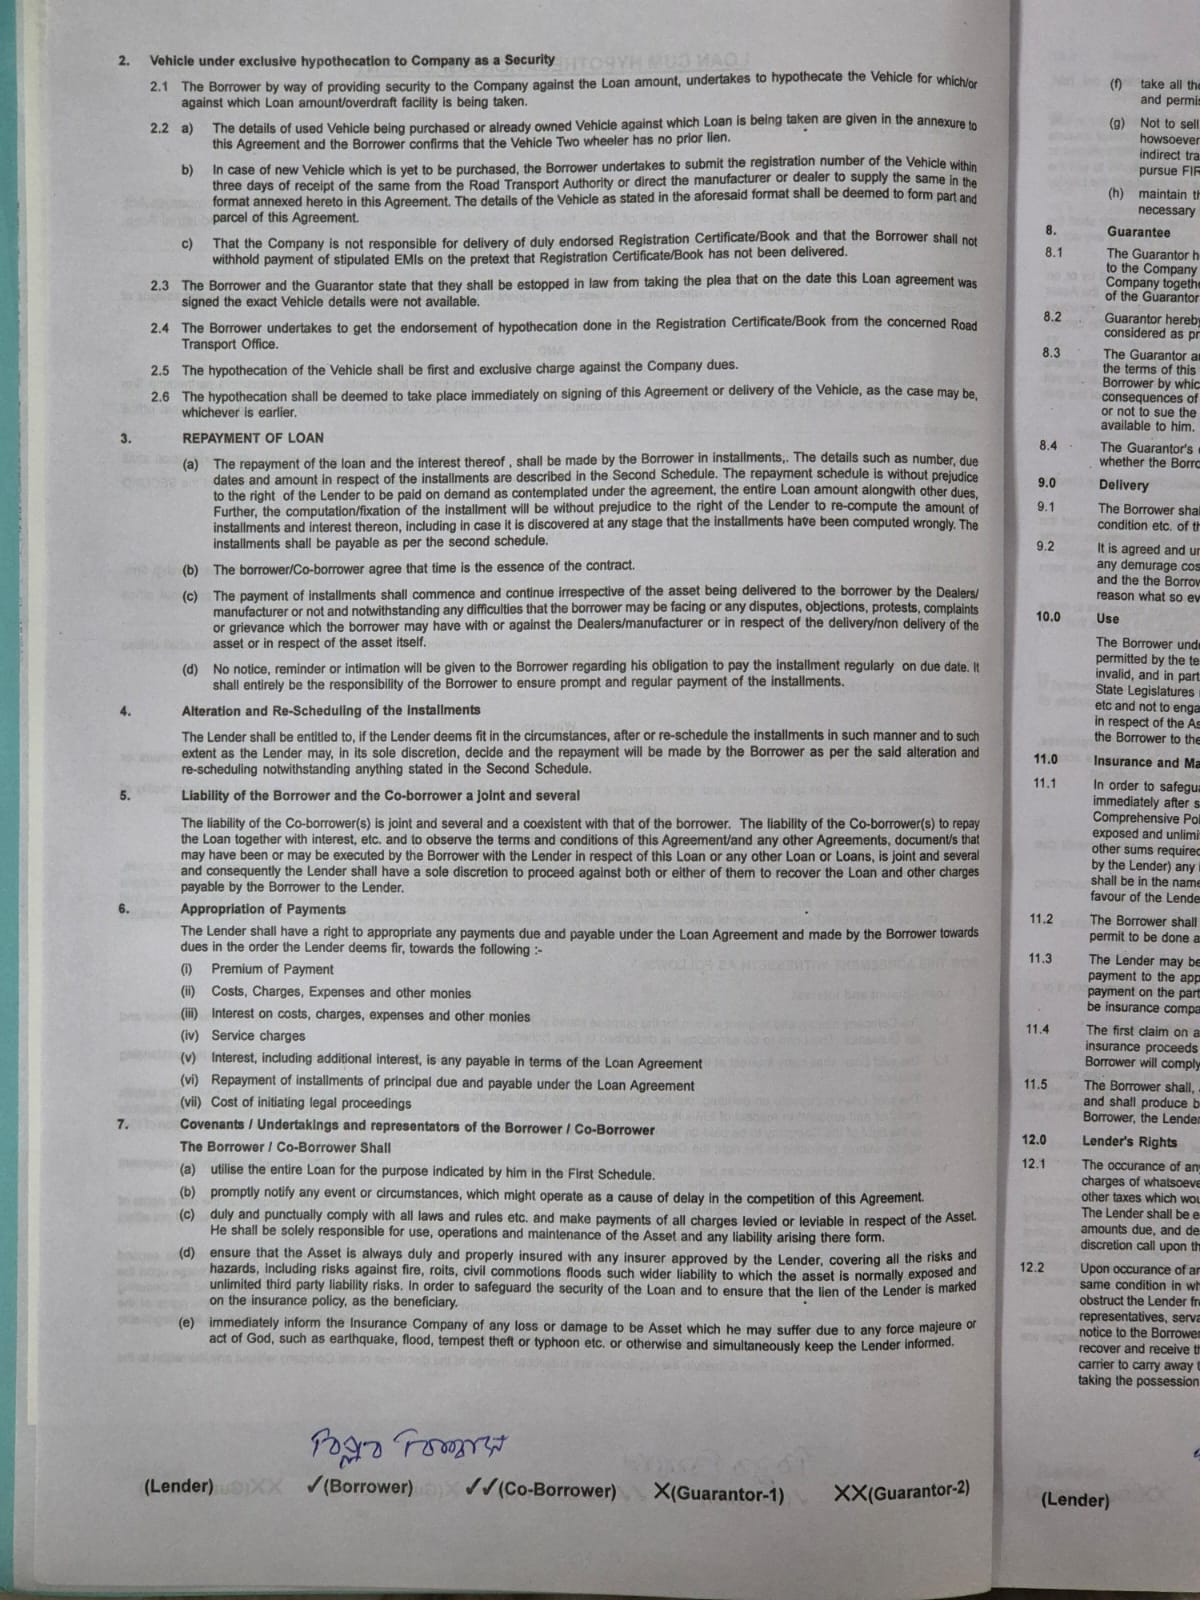 2. Vehicle under exclusive hypothecation to Company as a Security
2.1 The Borrower by way of providing security to the Company against the Loan amount, undertakes to hypothecate the Vehicle for which/or
against which Loan amount/overdraft facility is being taken.
2.2 a) The details of used Vehicle being purchased or already owned Vehicle against which Loan is being taken are given in the annexure to
this Agreement and the Borrower confirms that the Vehicle Two wheeler has no prior lien.
b) In case of new Vehicle which is yet to be purchased, the Borrower undertakes to submit the registration number of the Vehicle within
three days of receipt of the same from the Road Transport Authority or direct the manufacturer or dealer to supply the same in the
format annexed hereto in this Agreement. The details of the Vehicle as stated in the aforesaid format shall be deemed to form part and
parcel of this Agreement.
c) That the Company is not responsible for delivery of duly endorsed Registration Certificate/Book and that the Borrower shall not
withhold payment of stipulated EMIs on the pretext that Registration Certificate/Book has not been delivered.
2.3 The Borrower and the Guarantor state that they shall be estopped in law from taking the plea that on the date this Loan agreement was
signed the exact Vehicle details were not available.
2.4 The Borrower undertakes to get the endorsement of hypothecation done in the Registration Certificate/Book from the concerned Road
Transport Office.
2.5 The hypothecation of the Vehicle shall be first and exclusive charge against the Company dues.
2.6 The hypothecation shall be deemed to take place immediately on signing of this Agreement or delivery of the Vehicle, as the case may be,
whichever is earlier.
3. REPAYMENT OF LOAN
(a) The repayment of the loan and the interest thereof , shall be made by the Borrower in installments,. The details such as number, due
dates and amount in respect of the installments are described in the Second Schedule. The repayment schedule is without prejudice
to the right of the Lender to be paid on demand as contemplated under the agreement, the entire Loan amount alongwith other dues,
Further, the computation/fixation of the installment will be without prejudice to the right of the Lender to re-compute the amount of
installments and interest thereon, including in case it is discovered at any stage that the installments have been computed wrongly. The
installments shall be payable as per the second schedule.
(b) The borrower/Co-borrower agree that time is the essence of the contract.
(c) The payment of installments shall commence and continue irrespective of the asset being delivered to the borrower by the Dealers/
manufacturer or not and notwithstanding any difficulties that the borrower may be facing or any disputes, objections, protests, complaints
or grievance which the borrower may have with or against the Dealers/manufacturer or in respect of the delivery/non delivery of the
asset or in respect of the asset itself.
(d) No notice, reminder or intimation will be given to the Borrower regarding his obligation to pay the installment regularly on due date. It
shall entirely be the responsibility of the Borrower to ensure prompt and regular payment of the installments.
4. Alteration and Re-Scheduling of the Installments
The Lender shall be entitled to, if the Lender deems fit in the circumstances, after or re-schedule the installments in such manner and to such
extent as the Lender may, in its sole discretion, decide and the repayment will be made by the Borrower as per the said alteration and
re-scheduling notwithstanding anything stated in the Second Schedule.
5. Liability of the Borrower and the Co-borrower a joint and several
The liability of the Co-borrower(s) is joint and several and a coexistent with that of the borrower. The liability of the Co-borrower(s) to repay
the Loan together with interest, etc. and to observe the terms and conditions of this Agreement/and any other Agreements, document/s that
may have been or may be executed by the Borrower with the Lender in respect of this Loan or any other Loan or Loans, is joint and several
and consequently the Lender shall have a sole discretion to proceed against both or either of them to recover the Loan and other charges
payable by the Borrower to the Lender.
6. Appropriation of Payments
The Lender shall have a right to appropriate any payments due and payable under the Loan Agreement and made by the Borrower towards
dues in the order the Lender deems fir, towards the following :-
(i) Premium of Payment
(ii) Costs, Charges, Expenses and other monies
(iii) Interest on costs, charges, expenses and other monies
(iv) Service charges
(v) Interest, including additional interest, is any payable in terms of the Loan Agreement
(vi) Repayment of installments of principal due and payable under the Loan Agreement
(vii) Cost of initiating legal proceedings
7. Covenants / Undertakings and representators of the Borrower / Co-Borrower
The Borrower / Co-Borrower Shall
(a) utilise the entire Loan for the purpose indicated by him in the First Schedule.
(b) promptly notify any event or circumstances, which might operate as a cause of delay in the competition of this Agreement.
(c) duly and punctually comply with all laws and rules etc. and make payments of all charges levied or leviable in respect of the Asset.
He shall be solely responsible for use, operations and maintenance of the Asset and any liability arising there form.
(d) ensure that the Asset is always duly and properly insured with any insurer approved by the Lender, covering all the risks and
hazards, including risks against fire, roits, civil commotions floods such wider liability to which the asset is normally exposed and
unlimited third party liability risks. In order to safeguard the security of the Loan and to ensure that the lien of the Lender is marked
on the insurance policy, as the beneficiary.
(e) immediately inform the Insurance Company of any loss or damage to be Asset which he may suffer due to any force majeure or
act of God, such as earthquake, flood, tempest theft or typhoon etc. or otherwise and simultaneously keep the Lender informed.
(Lender) ✓(Borrower) ✓✓(Co-Borrower) X(Guarantor-1) XX(Guarantor-2)
(f) take all the
and permis
(g) Not to sell
howsoever
indirect tra
pursue FIR
(h) maintain th
necessary
8. Guarantee
8.1 The Guarantor h
to the Company
Company togethe
of the Guarantor
8.2 Guarantor hereby
considered as pr
8.3 The Guarantor a
the terms of this
Borrower by whic
consequences of
or not to sue the
available to him.
8.4 The Guarantor's
whether the Borro
9.0 Delivery
9.1 The Borrower shal
condition etc. of th
9.2 It is agreed and un
any demurage cos
and the the Borrow
reason what so ev
10.0 Use
The Borrower unde
permitted by the te
invalid, and in part
State Legislatures
etc and not to enga
in respect of the As
the Borrower to the
11.0 Insurance and Ma
11.1 In order to safegua
immediately after s
Comprehensive Pol
exposed and unlimi
other sums required
by the Lender) any
shall be in the name
favour of the Lende
11.2 The Borrower shall
permit to be done a
11.3 The Lender may be
payment to the app
payment on the part
be insurance compa
11.4 The first claim on a
insurance proceeds
Borrower will comply
11.5 The Borrower shall,
and shall produce b
Borrower, the Lender
12.0 Lender's Rights
12.1 The occurance of any
charges of whatsoeve
other taxes which wou
The Lender shall be e
amounts due, and de
discretion call upon th
12.2 Upon occurance of an
same condition in wh
obstruct the Lender fr
representatives, serva
notice to the Borrower
recover and receive th
carrier to carry away t
taking the possession
(Lender)